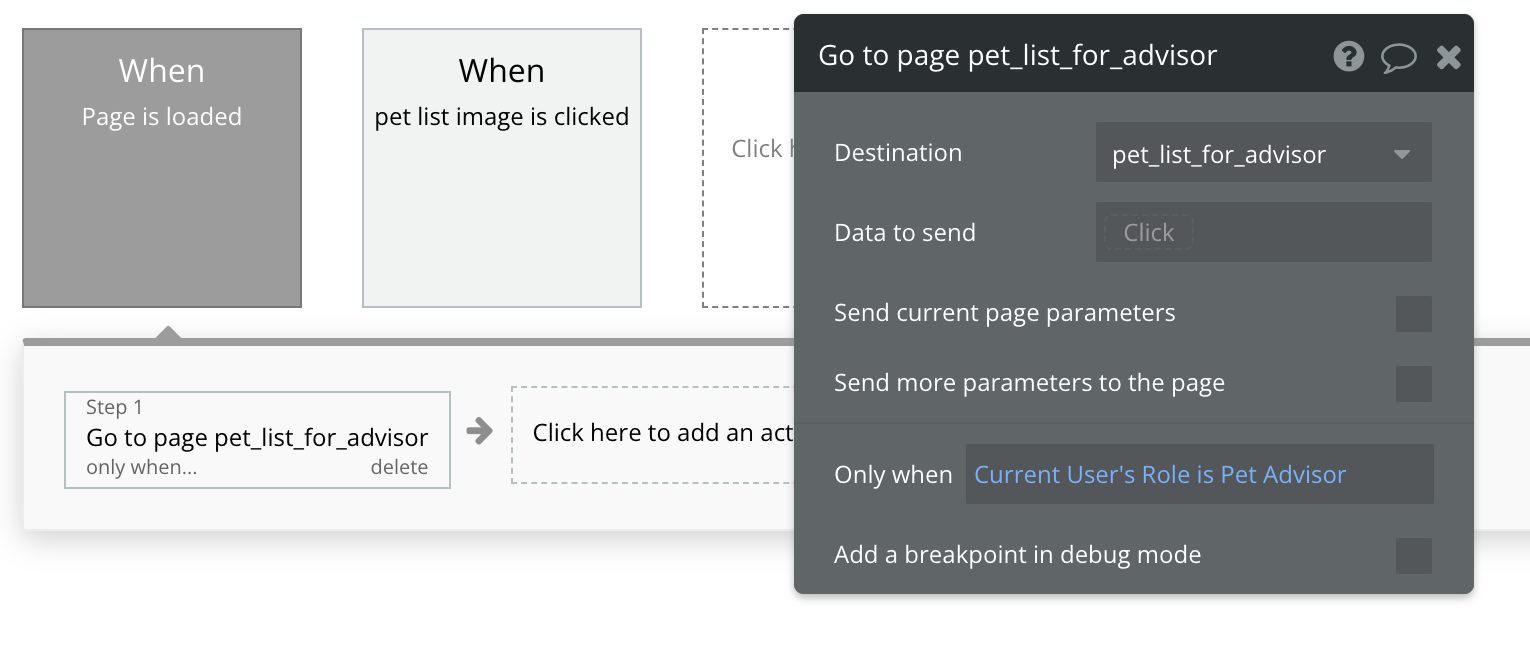 When
Page is loaded
When
pet list image is clicked
Click
Step 1
Go to page pet_list_for_advisor
only when...
delete
Click here to add an act
Go to page pet_list_for_advisor
Destination
pet_list_for_advisor
Data to send
Click
Send current page parameters
Send more parameters to the page
Only when
Current User's Role is Pet Advisor
Add a breakpoint in debug mode